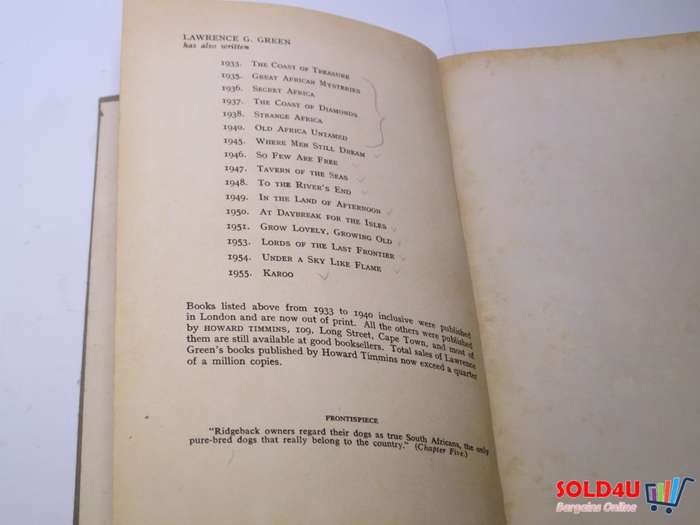 LAWRENCE G. GREEN
has also written
1933. THE COAST OF TREASURE
1935. GREAT AFRICAN MYSTERIES
1936. SECRET AFRICA
1937. THE COAST OF DIAMONDS
1938. STRANGE AFRICA
1940. OLD AFRICA UNTAMED
1945. WHERE MEN STILL DREAM
1946. SO FEW ARE FREE
1947. TAVERN OF THE SEAS
1948. TO THE RIVER'S END
1949. IN THE LAND OF AFTERNOON
1950. AT DAYBREAK FOR THE ISLES
1951. GROW LOVELY, GROWING OLD
1953. LORDS OF THE LAST FRONTIER
1954. UNDER A SKY LIKE FLAME
1955. KAROO
Books listed above from 1933 to 1940 inclusive were published
in London and are now out of print. All the others were published
by HOWARD TIMMINS, 109, Long Street, Cape Town, and most of
them are still available at good booksellers. Total sales of Lawrence
Green's books published by Howard Timmins now exceed a quarter
of a million copies.
FRONTISPIECE
"Ridgeback owners regard their dogs as true South Africans, the only
pure-bred dogs that really belong to the country." (Chapter Five.)
SOLD4U
Bargains Online